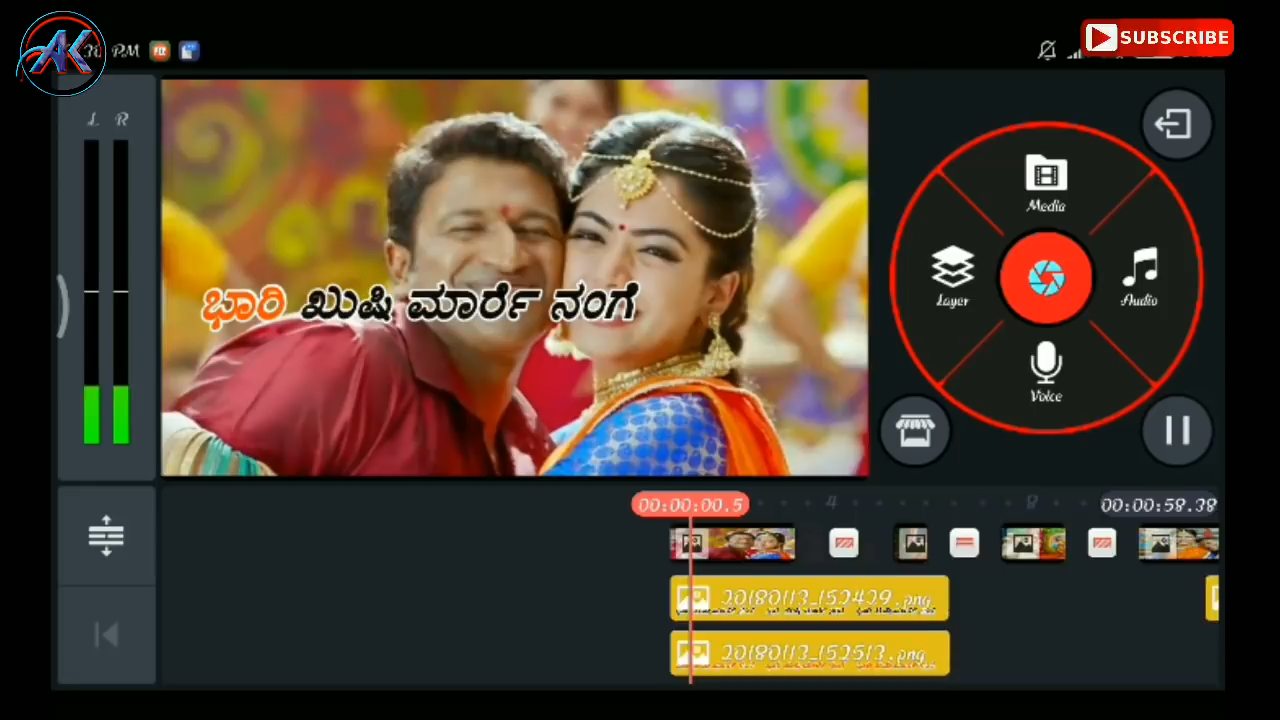 AK
PM
SUBSCRIBE
L R
Media
Layer
Audio
Voice
ಭಾರಿ ಖುಷಿ ಮಾರ್ರೆ ನಂಗೆ
00:00:00.5
4
8
00:00:58.38
20180113_152429.png
20180113_152513.png